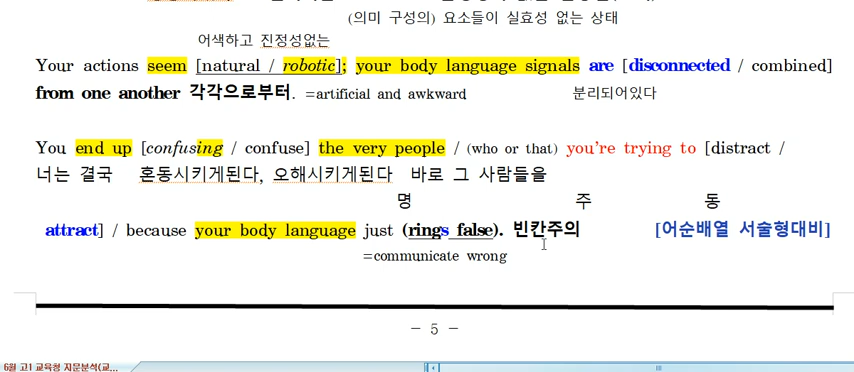 (의미 구성의) 요소들이 실효성 없는 상태
어색하고 진정성없는
Your actions seem [natural / robotic]; your body language signals are [disconnected / combined]
from one another 각각으로부터. =artificial and awkward 분리되어있다
You end up [confusing / confuse] the very people / (who or that) you're trying to [distract /
너는 결국 혼동시키게된다, 오해시키게된다 바로 그 사람들을
명 주 동
attract] / because your body language just (rings false). 빈칸주의 [어순배열 서술형대비]
=communicate wrong
- 5 -
6월 고1 교육청 지문분석(교...